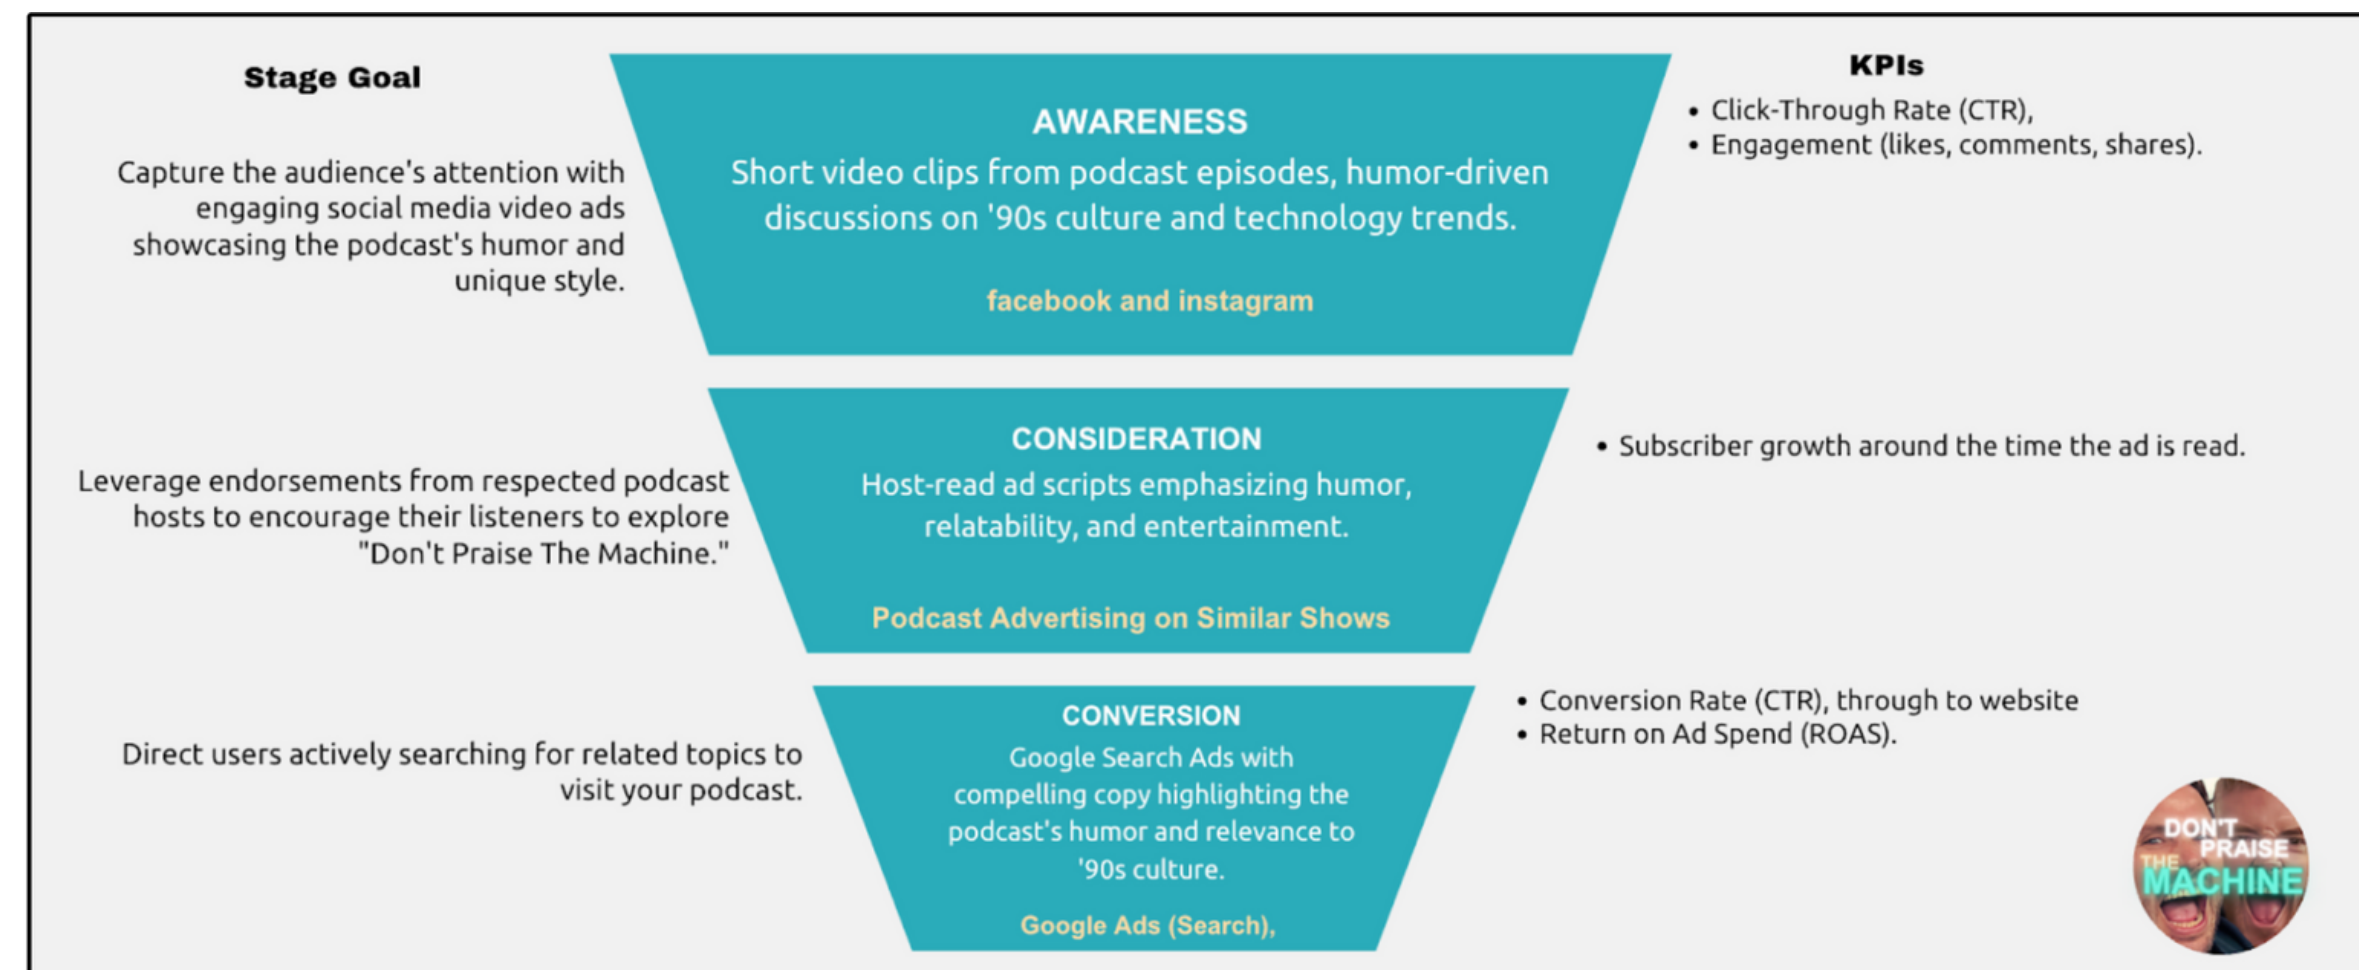 Stage Goal
Capture the audience's attention with
engaging social media video ads
showcasing the podcast's humor and
unique style.
AWARENESS
Short video clips from podcast episodes, humor-driven
discussions on '90s culture and technology trends.
facebook and instagram
KPIs
• Click-Through Rate (CTR),
• Engagement (likes, comments, shares).
Leverage endorsements from respected podcast
hosts to encourage their listeners to explore
"Don't Praise The Machine."
CONSIDERATION
Host-read ad scripts emphasizing humor,
relatability, and entertainment.
Podcast Advertising on Similar Shows
• Subscriber growth around the time the ad is read.
Direct users actively searching for related topics to
visit your podcast.
CONVERSION
Google Search Ads with
compelling copy highlighting the
podcast's humor and relevance to
'90s culture.
Google Ads (Search),
• Conversion Rate (CTR), through to website
• Return on Ad Spend (ROAS).
DON'T
PRAISE
THE
MACHINE